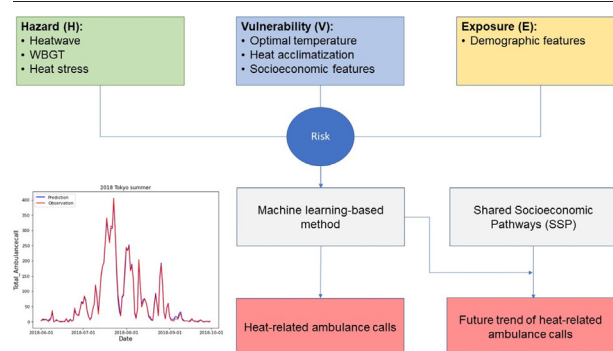 Hazard (H):
• Heatwave
• WBGT
• Heat stress
Vulnerability (V):
• Optimal temperature
• Heat acclimatization
• Socioeconomic features
Exposure (E):
• Demographic features
Risk
2018 Tokyo summer
Prediction
Observation
Total_Ambulancecall
400
350
300
250
200
150
100
50
0
2018-06-01
2018-07-01
2018-08-01
2018-09-01
2018-10-01
Date
Machine learning-based
method
Shared Socioeconomic
Pathways (SSP)
Heat-related ambulance calls
Future trend of heat-related
ambulance calls